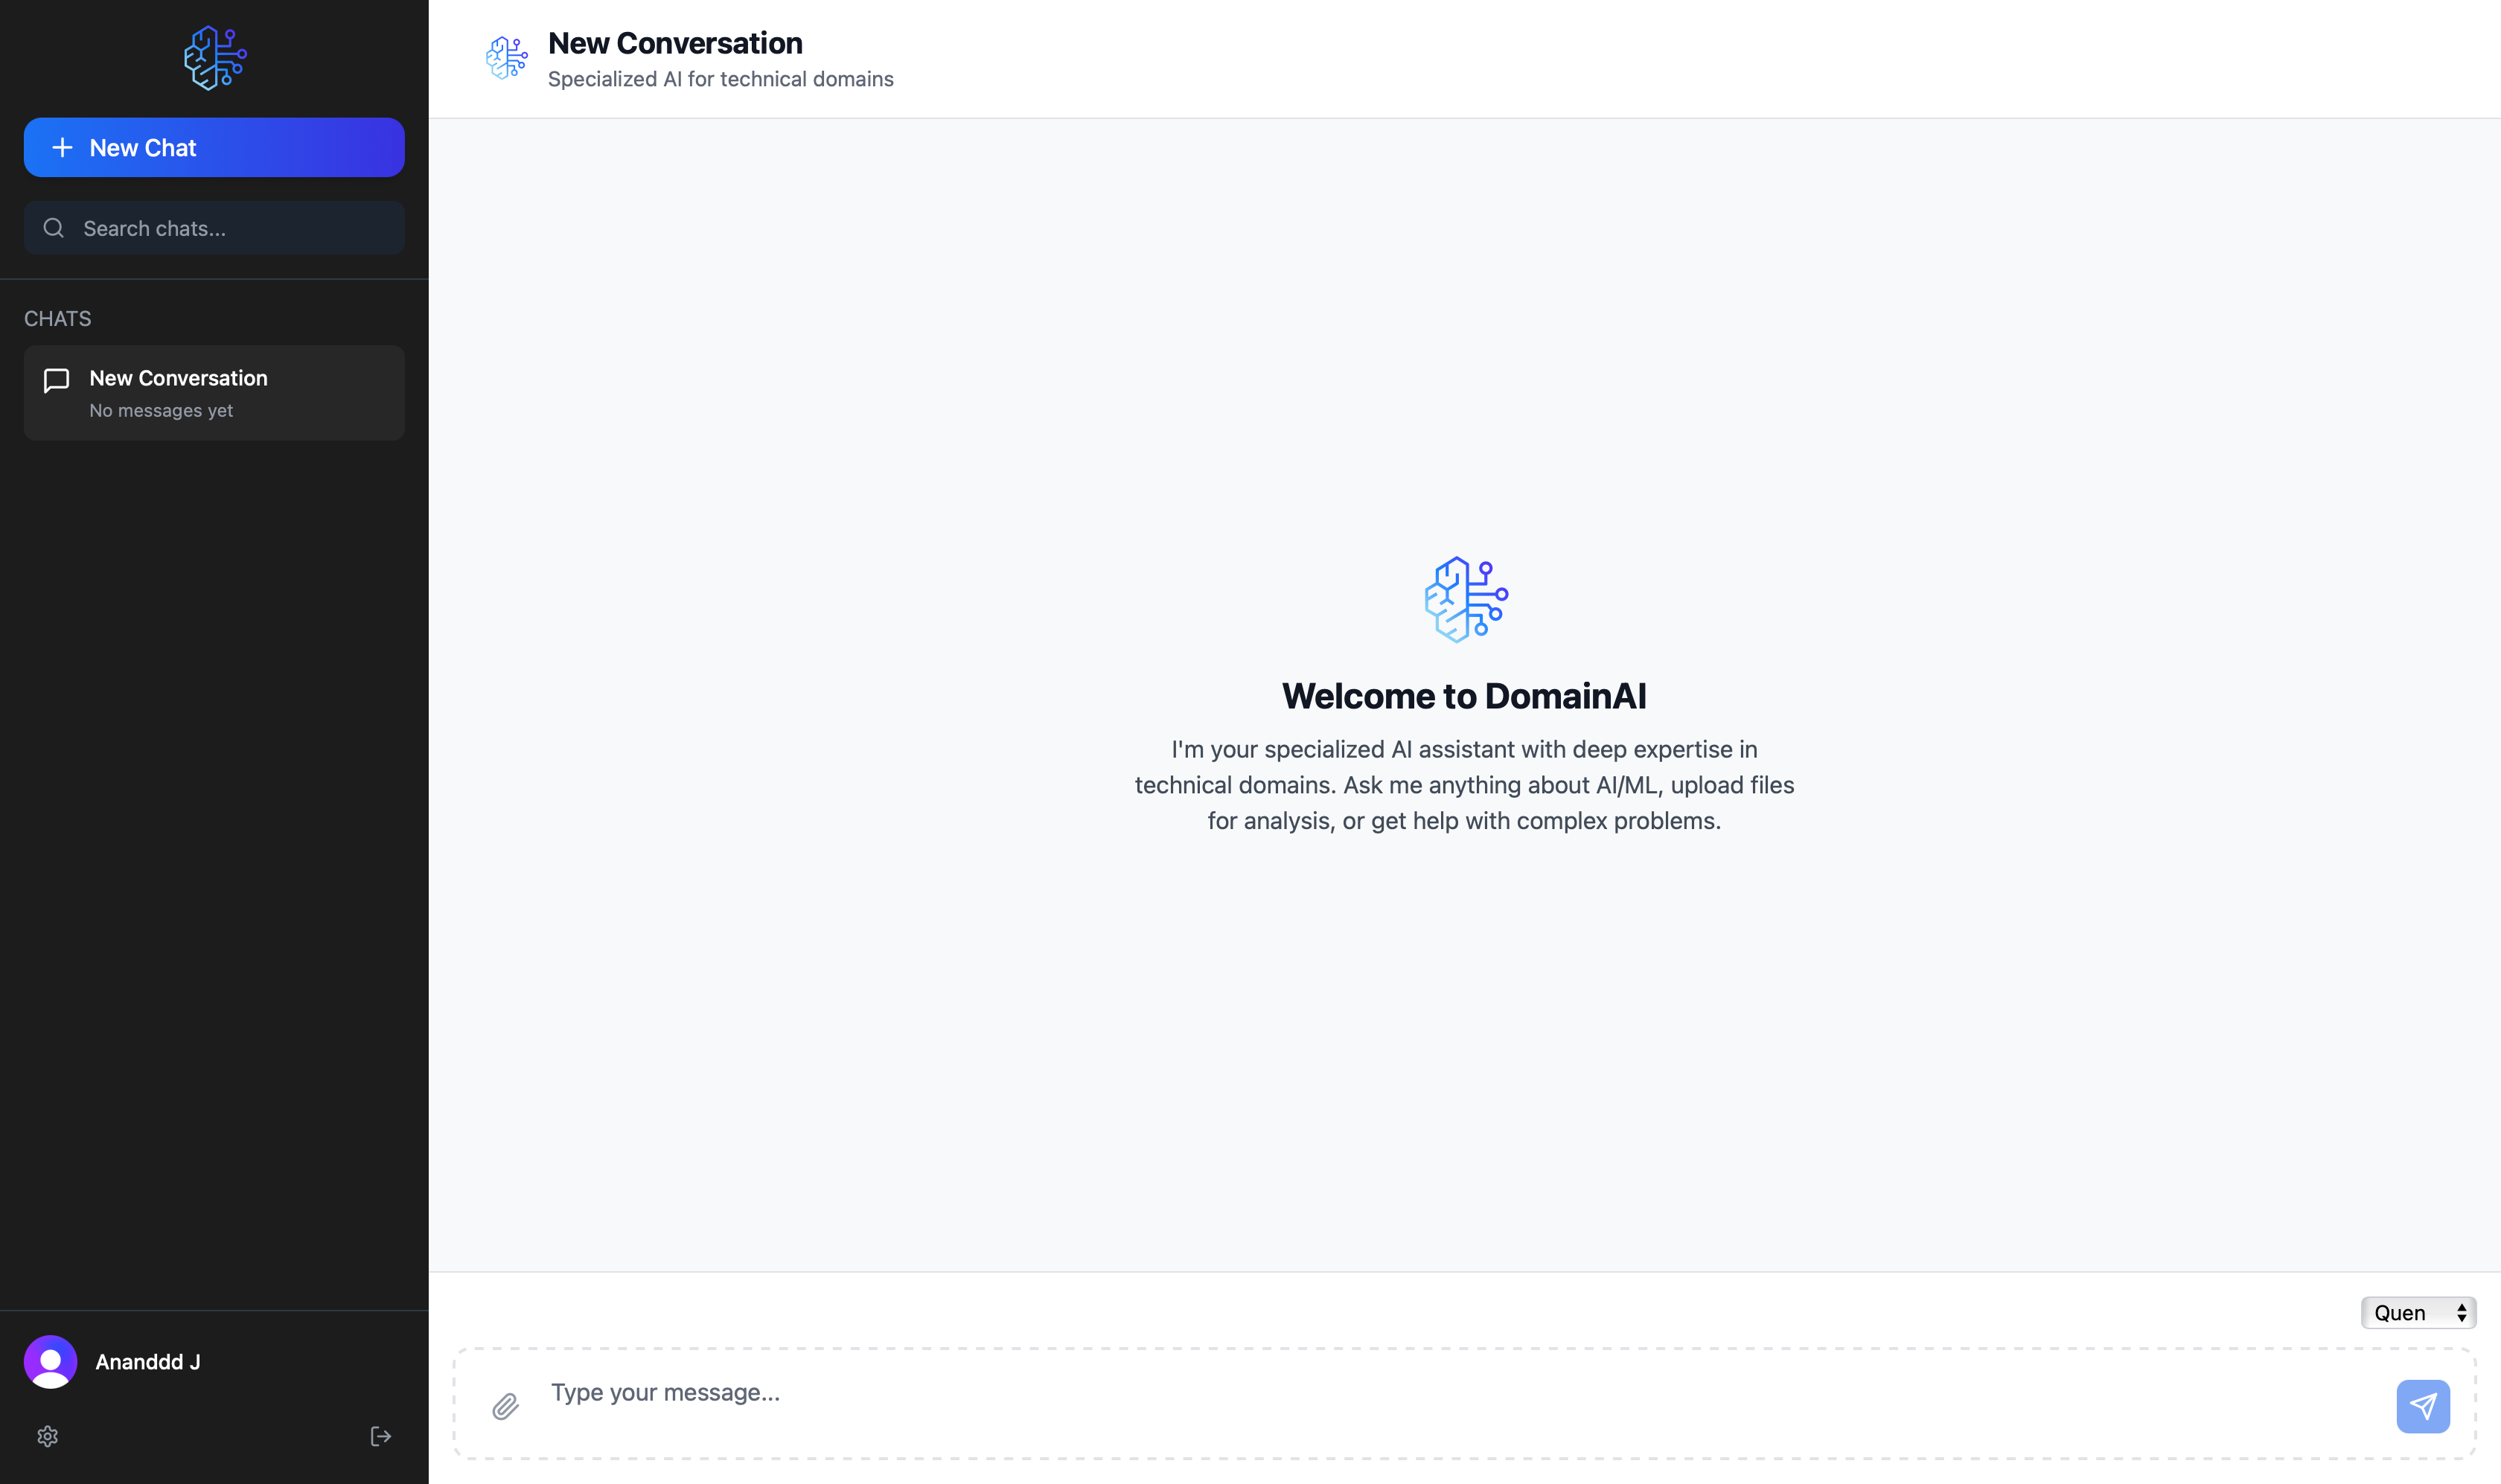 New Chat
Search chats...
CHATS
New Conversation
No messages yet
Ananddd J
New Conversation
Specialized AI for technical domains
Welcome to DomainAI
I'm your specialized AI assistant with deep expertise in
technical domains. Ask me anything about AI/ML, upload files
for analysis, or get help with complex problems.
Quen
Type your message...